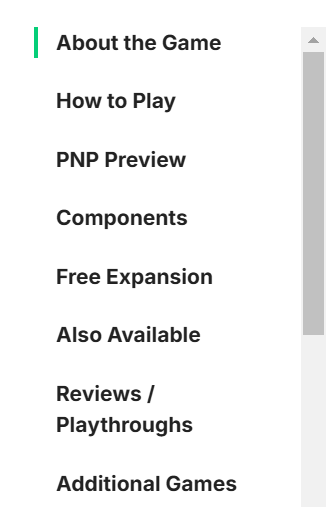 About the Game
How to Play
PNP Preview
Components
Free Expansion
Also Available
Reviews /
Playthroughs
Additional Games